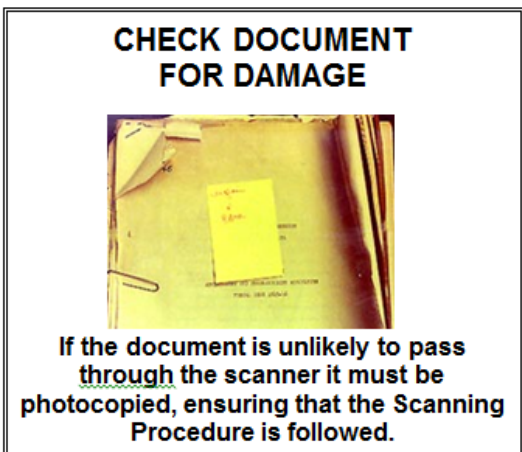 CHECK DOCUMENT
FOR DAMAGE
If the document is unlikely to pass
through the scanner it must be
photocopied, ensuring that the Scanning
Procedure is followed.